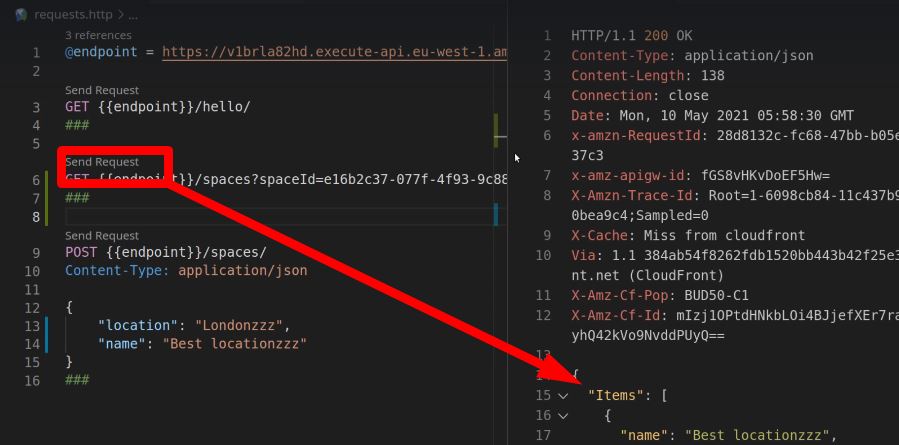 requests.http > ...
3 references
1 @endpoint = https://v1brla82hd.execute-api.eu-west-1.am
2
Send Request
3 GET {{endpoint}}/hello/
4 ###
5
Send Request
6 GET {{endpoint}}/spaces?spaceId=e16b2c37-077f-4f93-9c88
7 ###
8
Send Request
9 POST {{endpoint}}/spaces/
10 Content-Type: application/json
11
12 {
13 "location": "Londonzzz",
14 "name": "Best locationzzz"
15 }
16 ###
1 HTTP/1.1 200 OK
2 Content-Type: application/json
3 Content-Length: 138
4 Connection: close
5 Date: Mon, 10 May 2021 05:58:30 GMT
6 x-amzn-RequestId: 28d8132c-fc68-47bb-b05e
37c3
7 x-amz-apigw-id: fGS8vHKvDoEF5Hw=
8 X-Amzn-Trace-Id: Root=1-6098cb84-11c437b9
0bea9c4;Sampled=0
9 X-Cache: Miss from cloudfront
10 Via: 1.1 384ab54f8262fdb1520bb443b42f25e3
nt.net (CloudFront)
11 X-Amz-Cf-Pop: BUD50-C1
12 X-Amz-Cf-Id: mIzj1OPtdHNkbLOi4BJjefXEr7ra
yhQ42kVo9NvddPUyQ==
13
14 {
15 "Items": [
16 {
17 "name": "Best locationzzz",